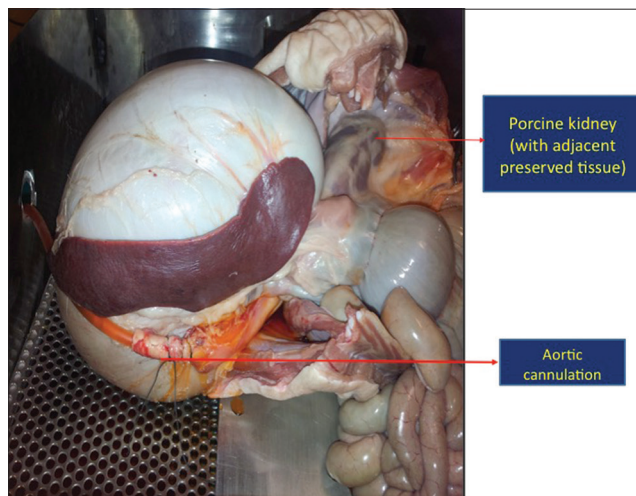 Porcine kidney
(with adjacent
preserved tissue)
Aortic
cannulation